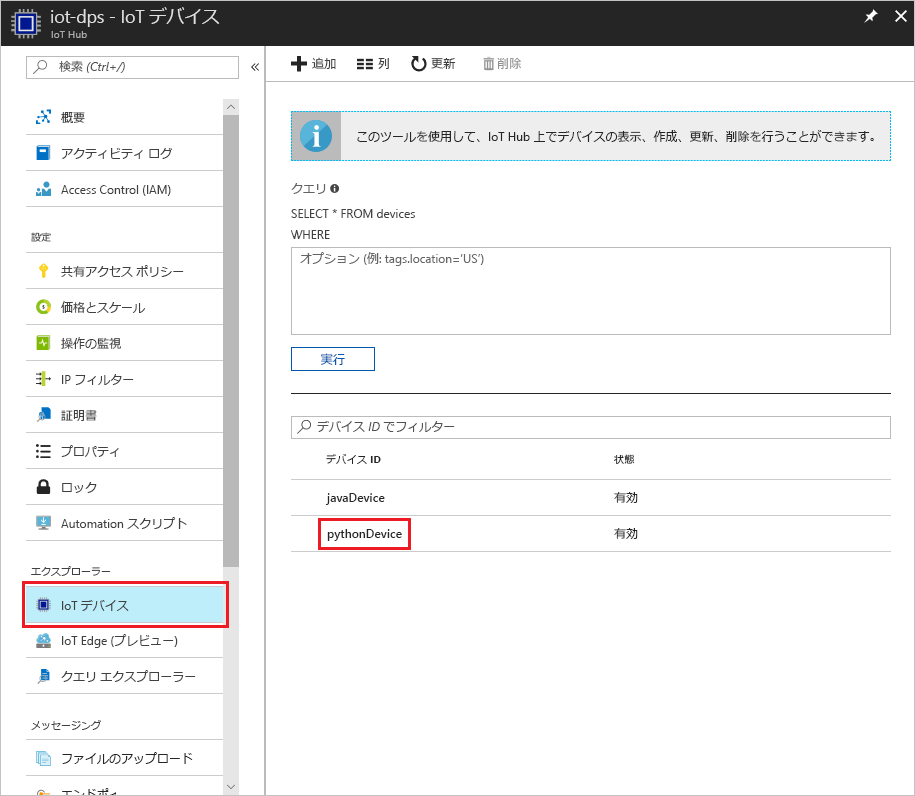 iot-dps - IoT デバイス
IoT Hub
検索 (Ctrl+/)
概要
アクティビティ ログ
Access Control (IAM)
設定
共有アクセス ポリシー
価格とスケール
操作の監視
IP フィルター
証明書
プロパティ
ロック
Automation スクリプト
エクスプローラー
IoT デバイス
IoT Edge (プレビュー)
クエリ エクスプローラー
メッセージング
ファイルのアップロード
追加 列 更新 削除
このツールを使用して、IoT Hub 上でデバイスの表示、作成、更新、削除を行うことができます。
クエリ
SELECT * FROM devices
WHERE
オプション (例: tags.location='US')
実行
デバイス ID でフィルター
デバイス ID 状態
javaDevice 有効
pythonDevice 有効